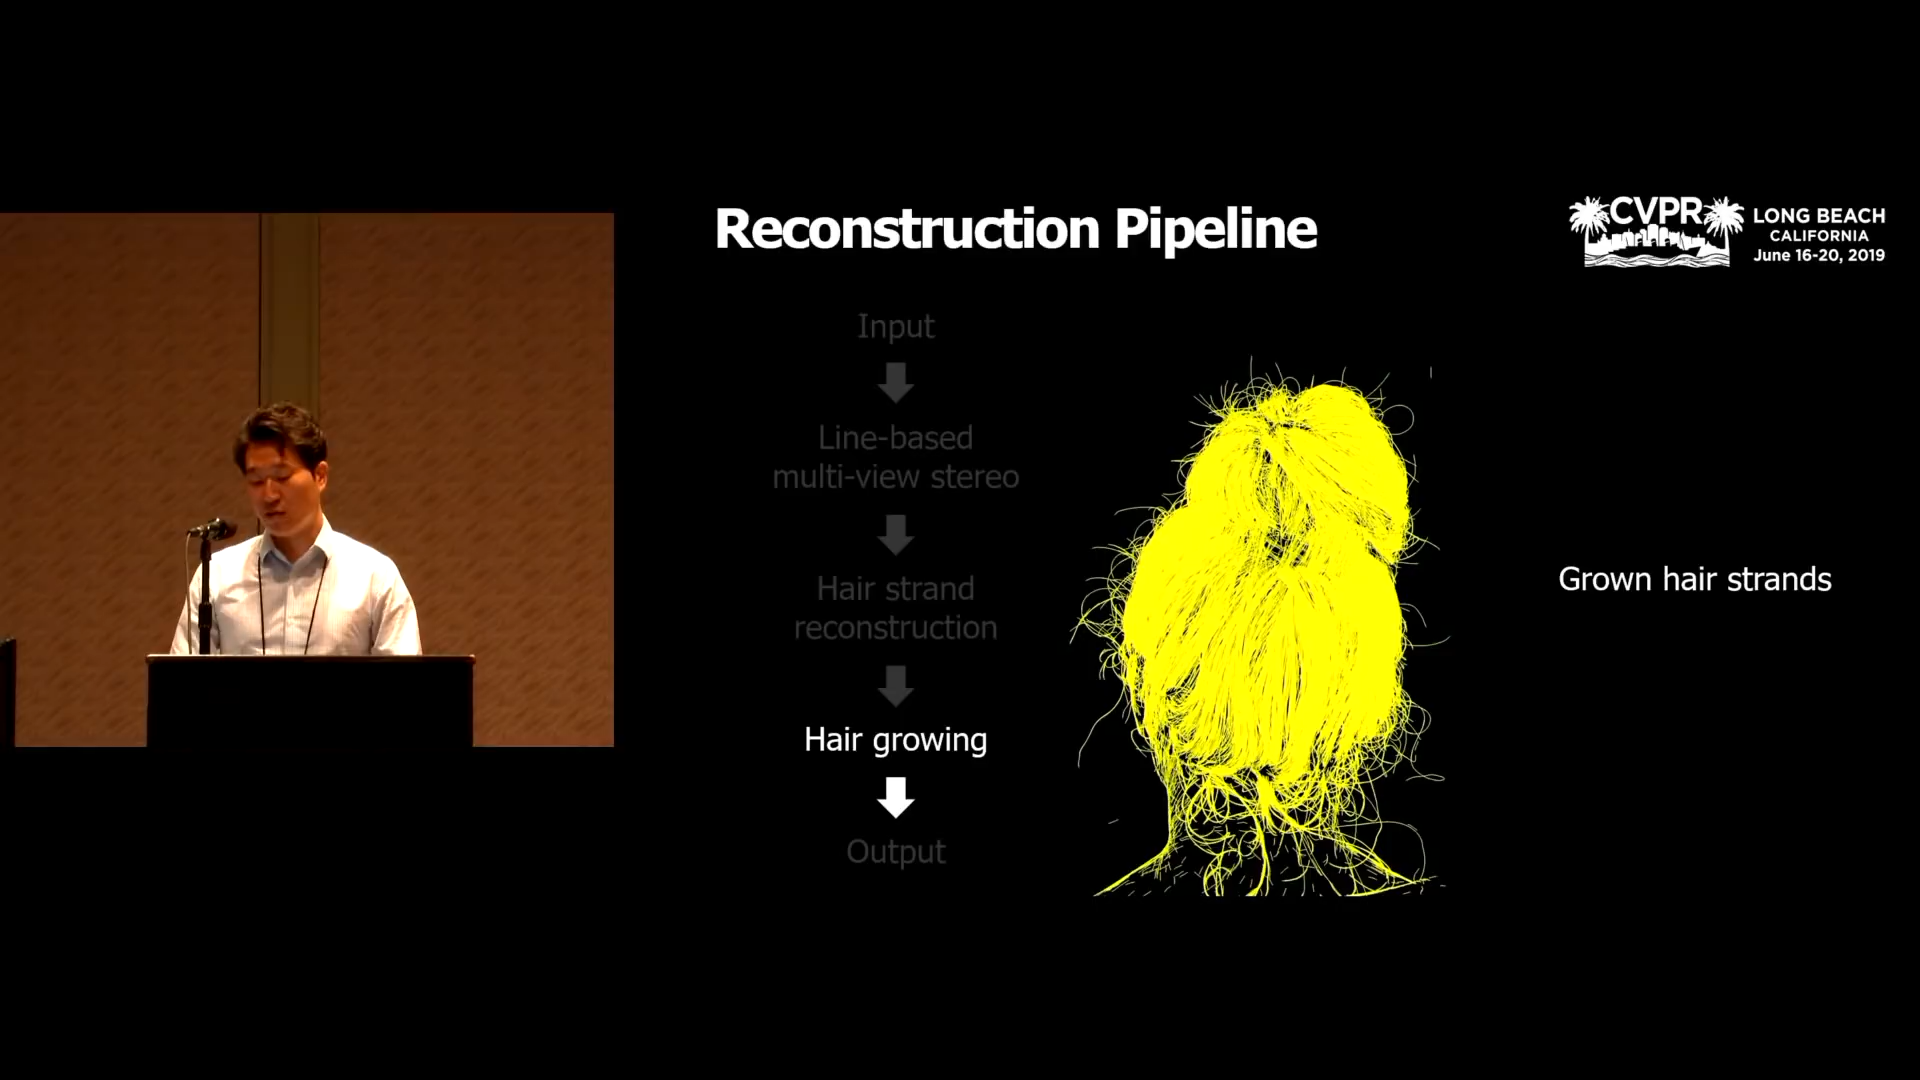 Reconstruction Pipeline
CVPR
LONG BEACH
CALIFORNIA
June 16-20, 2019
Input
Line-based
multi-view stereo
Hair strand
reconstruction
Hair growing
Output
Grown hair strands